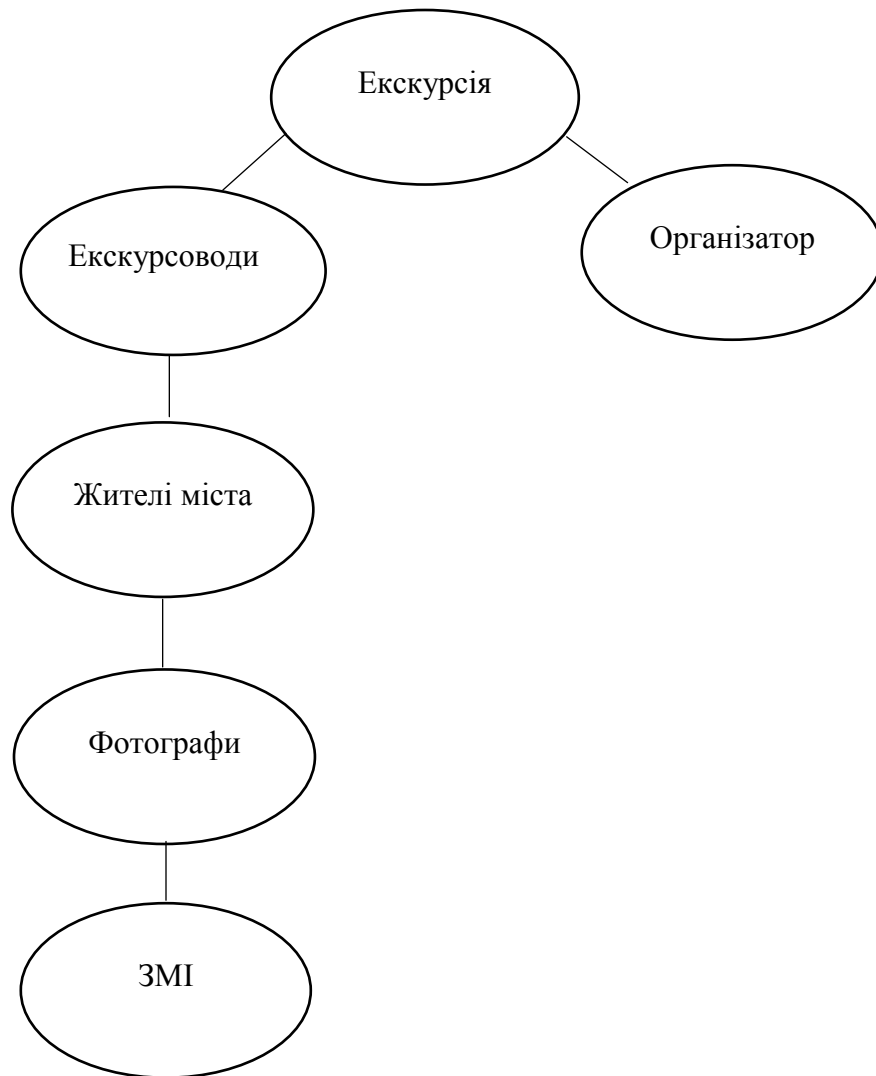 Екскурсія
Організатор
Екскурсоводи
Жителі міста
Фотографи
ЗМІ